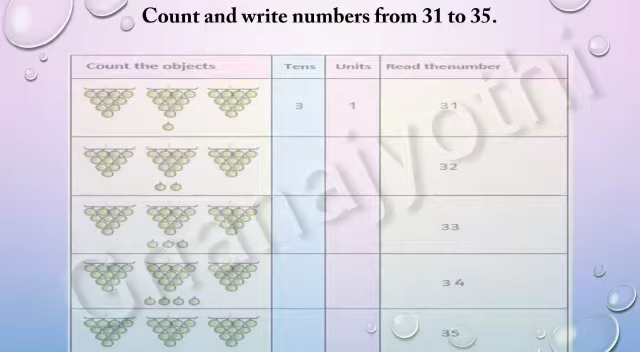 Count and write numbers from 31 to 35.
Count the objects Tens Units Read thenumber
3 1 31
32
33
3 4
35
Gnanajyothi